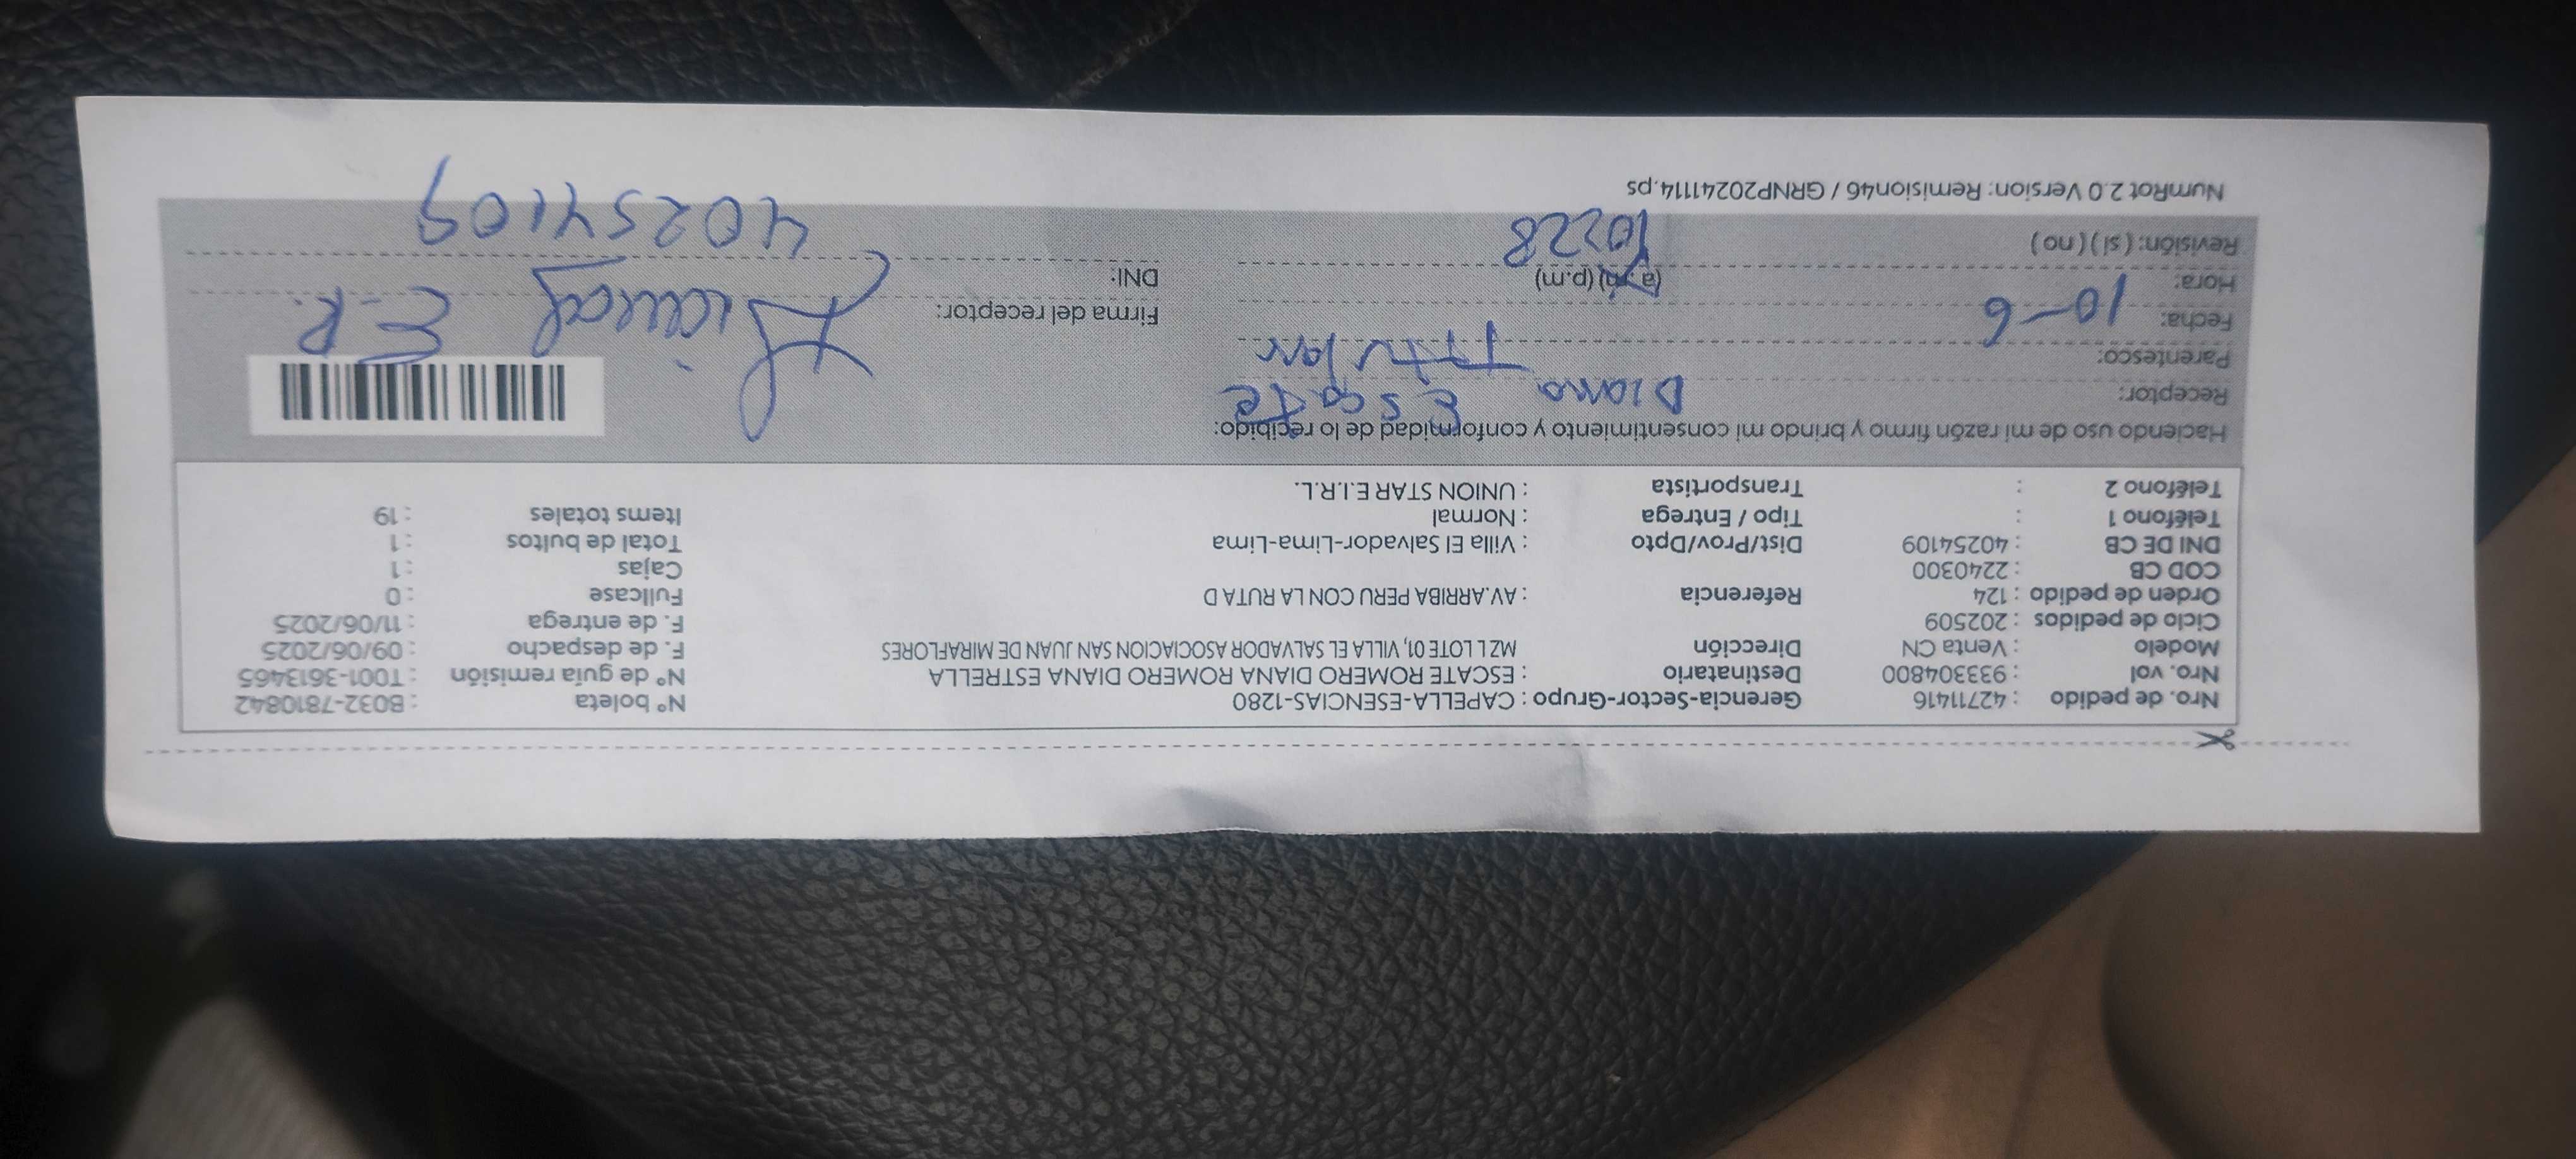 Nro. de pedido : 42711416 Gerencia-Sector-Grupo : CAPELLA-ESENCIAS-1280 N° boleta : B032-7810842
Nro. vol : 933304800 Destinatario : ESCATE ROMERO DIANA ROMERO DIANA ESTRELLA N° de guía remisión : T001-3613465
Modelo : Venta CN Dirección MZ L LOTE 01, VILLA EL SALVADOR ASOCIACION SAN JUAN DE MIRAFLORES F. de despacho : 09/06/2025
Ciclo de pedidos : 202509 F. de entrega : 11/06/2025
Orden de pedido : 124 Referencia : AV.ARRIBA PERU CON LA RUTA D Fullcase : 0
COD CB : 2240300 Cajas : 1
DNI DE CB : 40254109 Dist/Prov/Dpto : Villa El Salvador-Lima-Lima Total de bultos : 1
Teléfono 1 : Tipo / Entrega : Normal Items totales : 19
Teléfono 2 : Transportista : UNION STAR E.I.R.L.
Haciendo uso de mi razón firmo y brindo mi consentimiento y conformidad de lo recibido:
Receptor: Diana Escate
Parentesco: Titular
Fecha: 10-6 Firma del receptor: Diana E.R.
Hora: (a.m) (p.m) DNI: 40254109
Revisión: ( si ) ( no ) 10:28
NumRot 2.0 Version: Remision46 / GRNP20241114.ps